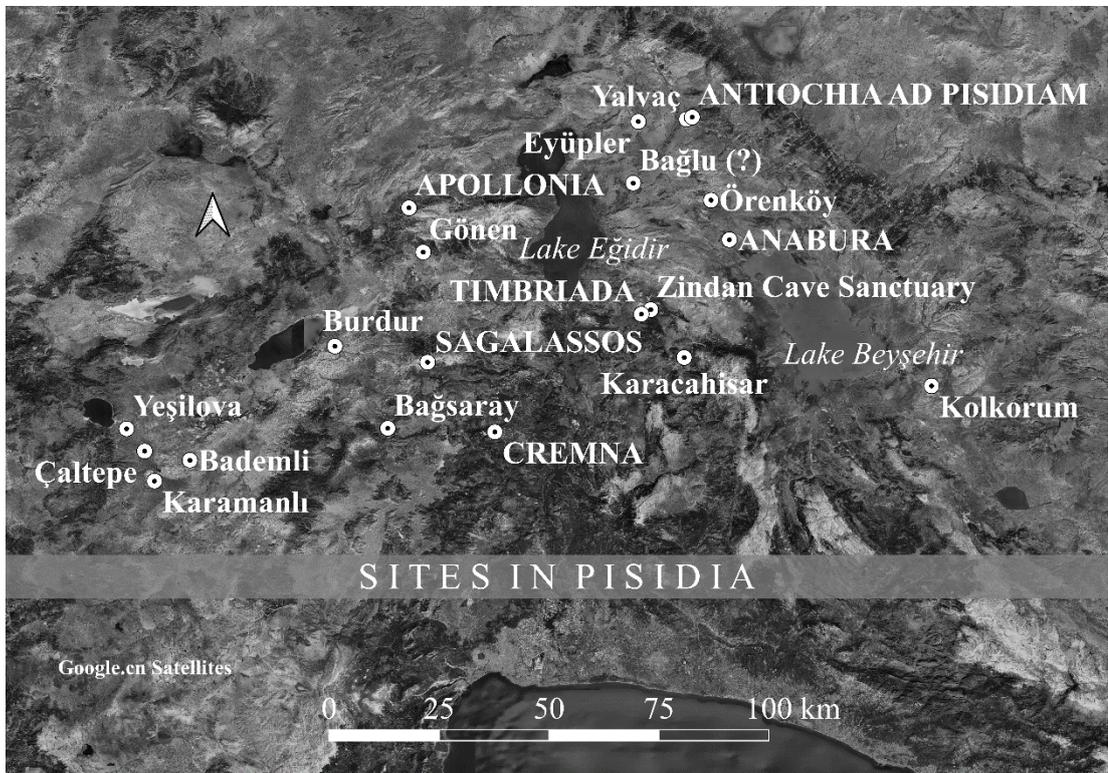 Yalvaç
ANTIOCHIA AD PISIDIAM
Eyüpler
Bağlu (?)
APOLLONIA
Örenköy
Gönen
Lake Eğidir
ANABURA
TIMBRIADA
Zindan Cave Sanctuary
Burdur
SAGALASSOS
Lake Beyşehir
Karacahisar
Yeşilova
Bağsaray
Kolkorum
CREMNA
Çaltepe
Bademli
Karamanlı
SITES IN PISIDIA
Google.cn Satellites
0 25 50 75 100 km